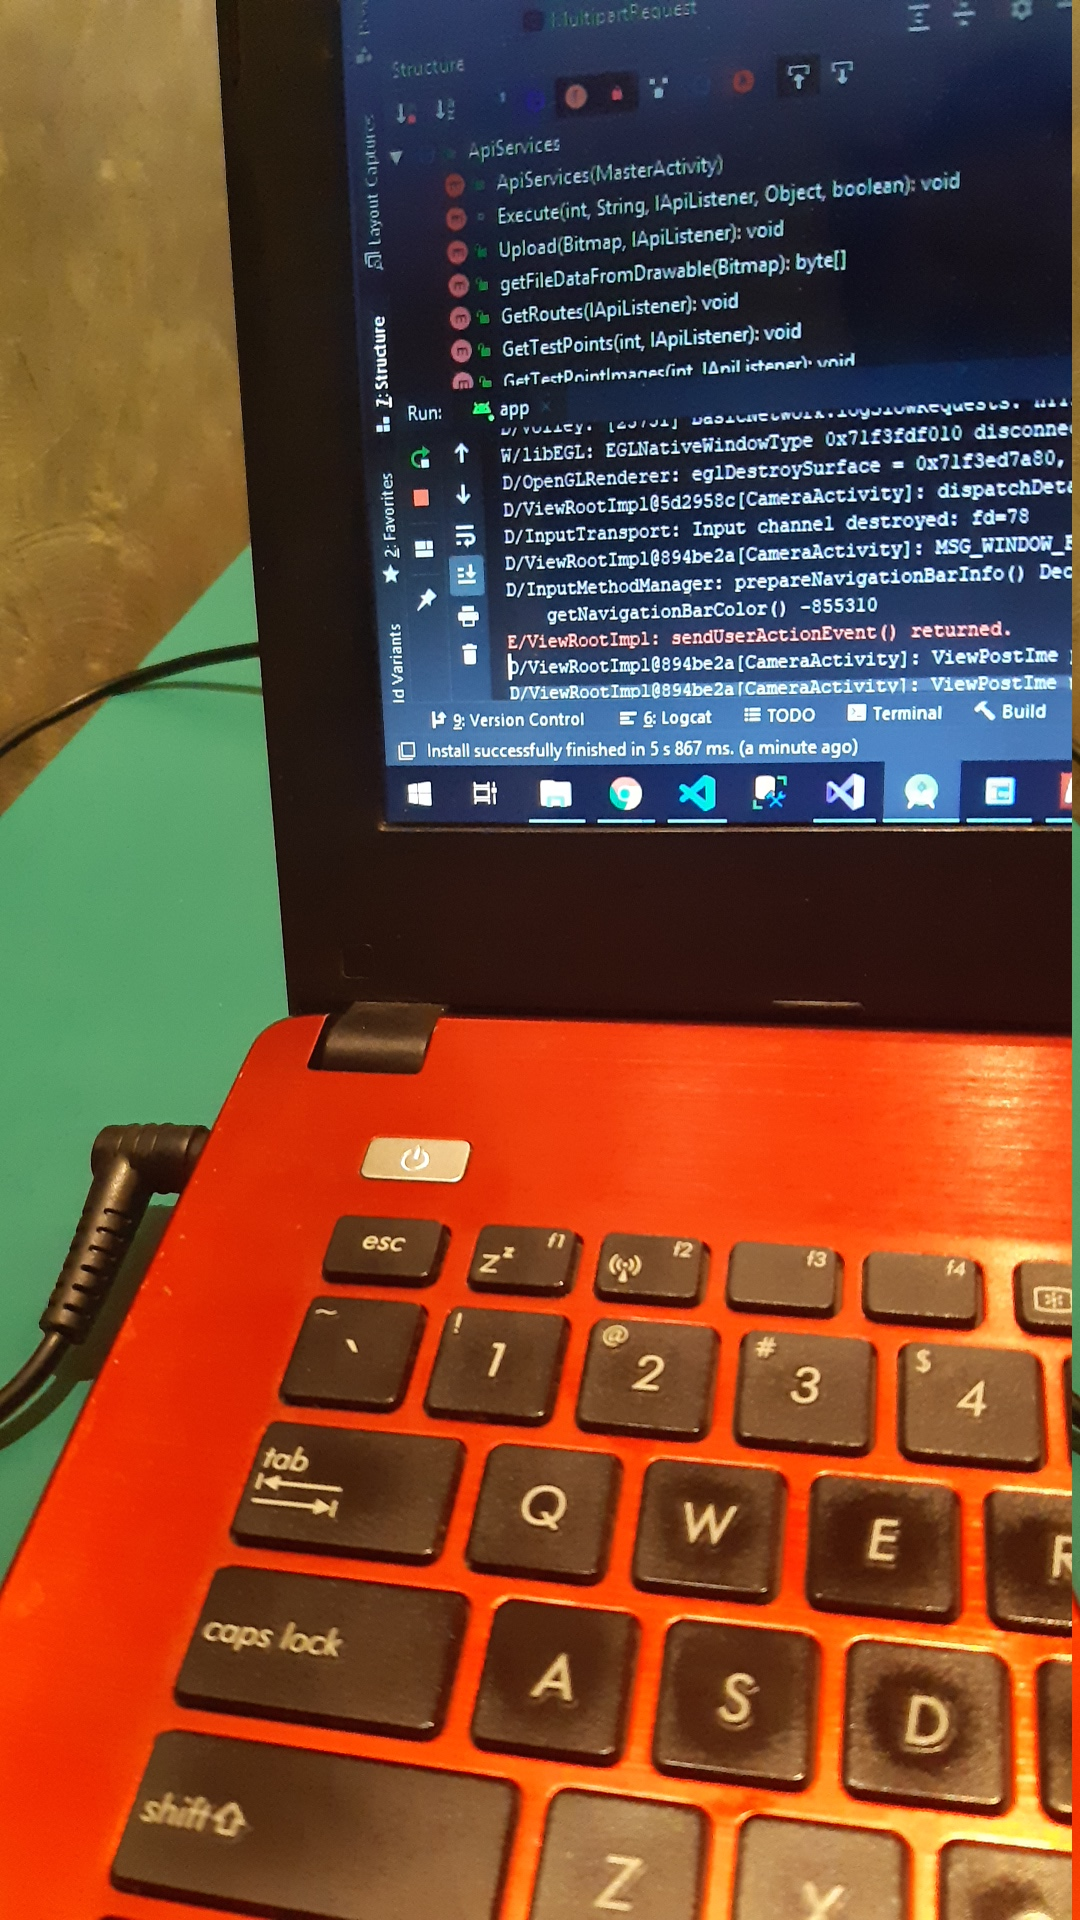 MultipartRequest
Structure
Layout Captures
ApiServices
ApiServices(MasterActivity)
Execute(int, String, IApiListener, Object, boolean): void
Upload(Bitmap, IApiListener): void
getFileDataFromDrawable(Bitmap): byte[]
GetRoutes(IApiListener): void
GetTestPoints(int, IApiListener): void
GetTestPointImages(int, IApiListener): void
7: Structure
Run: app
D/Volley: [23731] BasicNetwork.logSlowRequests:
W/libEGL: EGLNativeWindowType 0x71f3fdf010 disconne
D/OpenGLRenderer: eglDestroySurface = 0x71f3ed7a80,
D/ViewRootImpl@5d2958c[CameraActivity]: dispatchDeta
D/InputTransport: Input channel destroyed: fd=78
D/ViewRootImpl@894be2a[CameraActivity]: MSG_WINDOW_F
D/InputMethodManager: prepareNavigationBarInfo() Dec
getNavigationBarColor() -855310
E/ViewRootImpl: sendUserActionEvent() returned.
D/ViewRootImpl@894be2a[CameraActivity]: ViewPostIme
D/ViewRootImpl@894be2a[CameraActivity]: ViewPostIme
2: Favorites
ld Variants
9: Version Control 6: Logcat TODO Terminal Build
Install successfully finished in 5 s 867 ms. (a minute ago)
esc zz f1 f2 f3 f4
~ ` ! 1 @ 2 # 3 $ 4
tab Q W E R
caps lock A S D
shift Z X